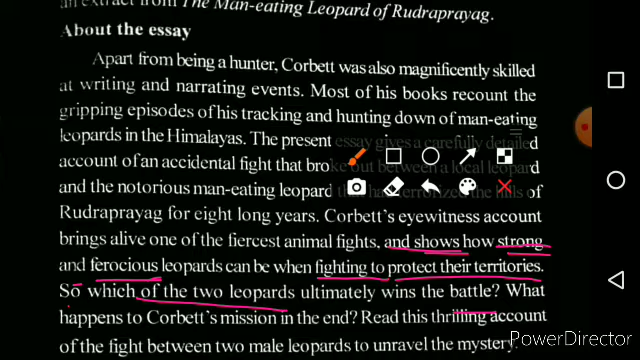 an extract from The Man-eating Leopard of Rudraprayag.
About the essay
Apart from being a hunter, Corbett was also magnificently skilled
at writing and narrating events. Most of his books recount the
gripping episodes of his tracking and hunting down of man-eating
leopards in the Himalayas. The present essay gives a carefully detailed
account of an accidental fight that broke out between a local leopard
and the notorious man-eating leopard that had terrorized the hills of
Rudraprayag for eight long years. Corbett's eyewitness account
brings alive one of the fiercest animal fights, and shows how strong
and ferocious leopards can be when fighting to protect their territories.
So which of the two leopards ultimately wins the battle? What
happens to Corbett's mission in the end? Read this thrilling account
of the fight between two male leopards to unravel the mystery.
PowerDirector